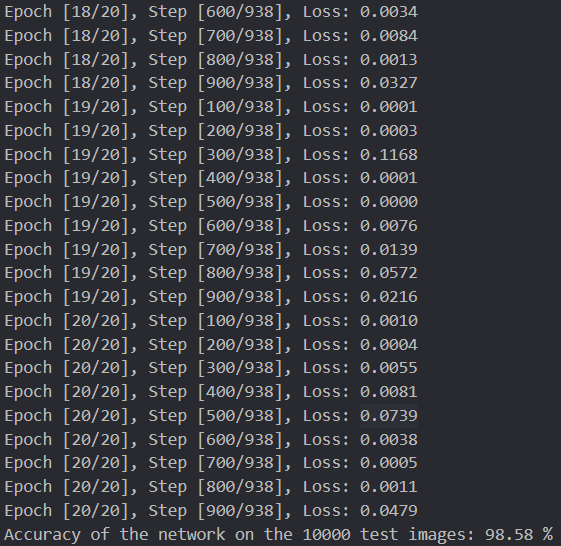 Epoch [18/20], Step [600/938], Loss: 0.0034
Epoch [18/20], Step [700/938], Loss: 0.0084
Epoch [18/20], Step [800/938], Loss: 0.0013
Epoch [18/20], Step [900/938], Loss: 0.0327
Epoch [19/20], Step [100/938], Loss: 0.0001
Epoch [19/20], Step [200/938], Loss: 0.0003
Epoch [19/20], Step [300/938], Loss: 0.1168
Epoch [19/20], Step [400/938], Loss: 0.0001
Epoch [19/20], Step [500/938], Loss: 0.0000
Epoch [19/20], Step [600/938], Loss: 0.0076
Epoch [19/20], Step [700/938], Loss: 0.0139
Epoch [19/20], Step [800/938], Loss: 0.0572
Epoch [19/20], Step [900/938], Loss: 0.0216
Epoch [20/20], Step [100/938], Loss: 0.0010
Epoch [20/20], Step [200/938], Loss: 0.0004
Epoch [20/20], Step [300/938], Loss: 0.0055
Epoch [20/20], Step [400/938], Loss: 0.0081
Epoch [20/20], Step [500/938], Loss: 0.0739
Epoch [20/20], Step [600/938], Loss: 0.0038
Epoch [20/20], Step [700/938], Loss: 0.0005
Epoch [20/20], Step [800/938], Loss: 0.0011
Epoch [20/20], Step [900/938], Loss: 0.0479
Accuracy of the network on the 10000 test images: 98.58 %